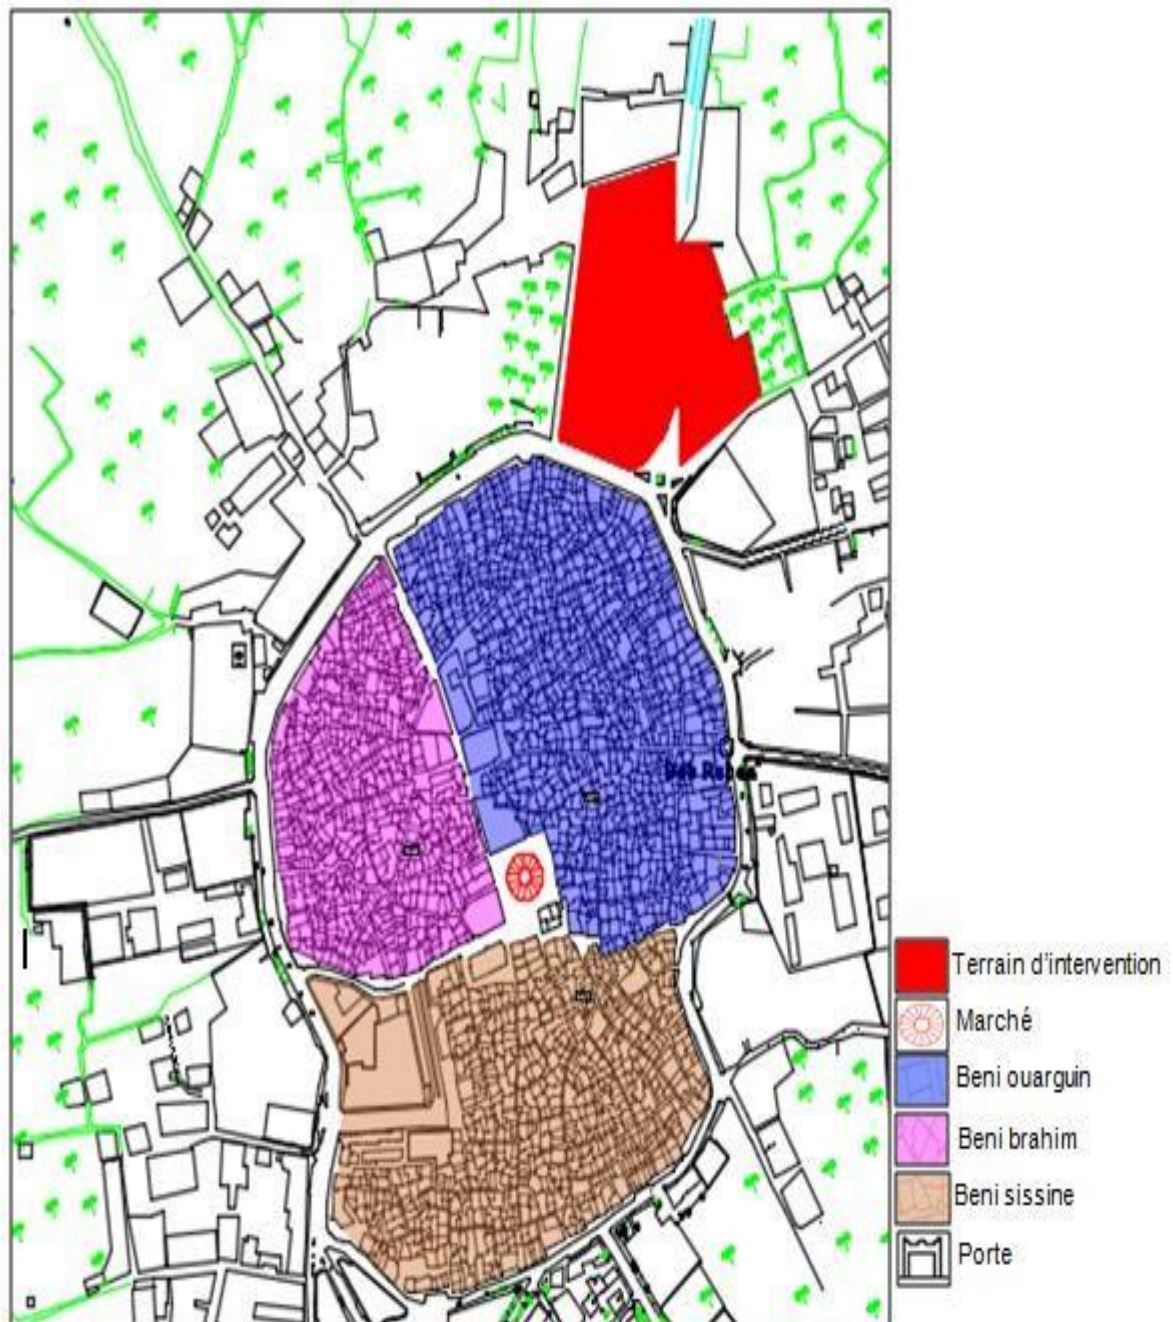 Terrain d'intervention
Marché
Beni ouarguin
Beni brahim
Beni sissine
Porte